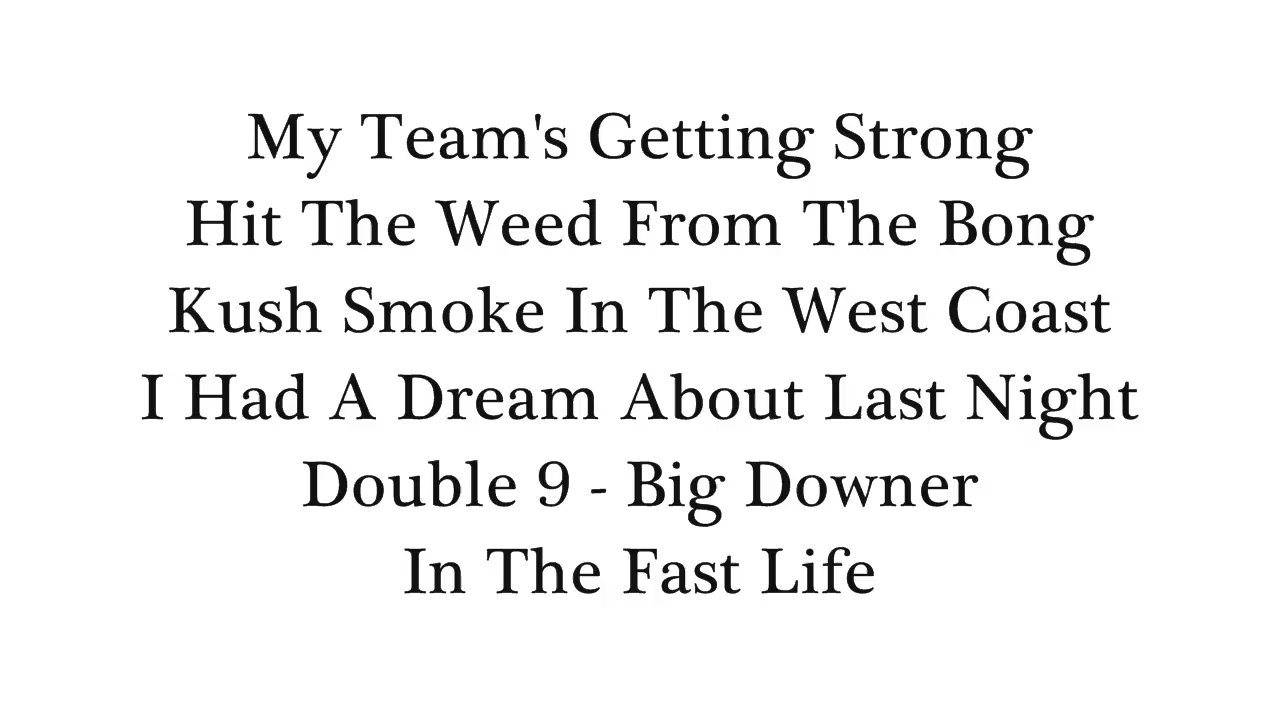 My Team's Getting Strong
Hit The Weed From The Bong
Kush Smoke In The West Coast
I Had A Dream About Last Night
Double 9 - Big Downer
In The Fast Life